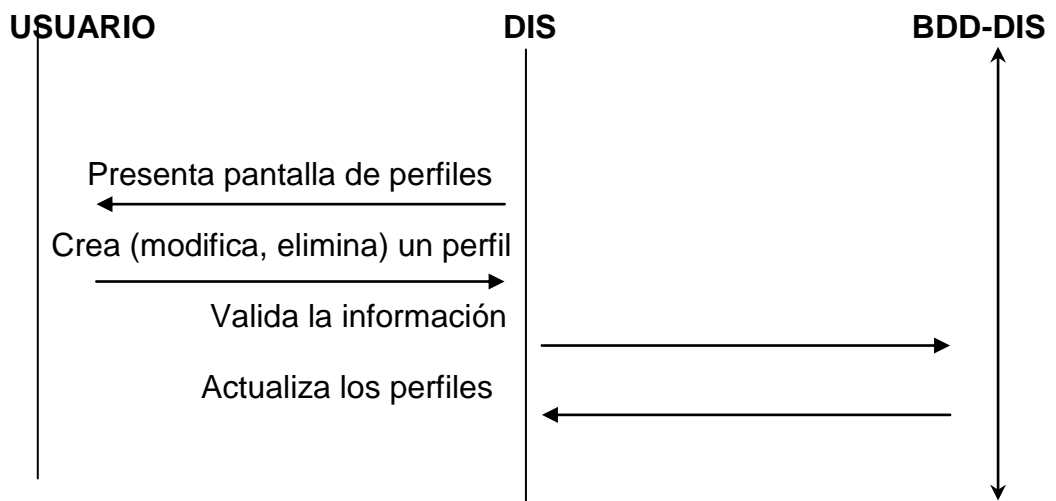 USUARIO DIS BDD-DIS
Presenta pantalla de perfiles
Crea (modifica, elimina) un perfil
Valida la información
Actualiza los perfiles